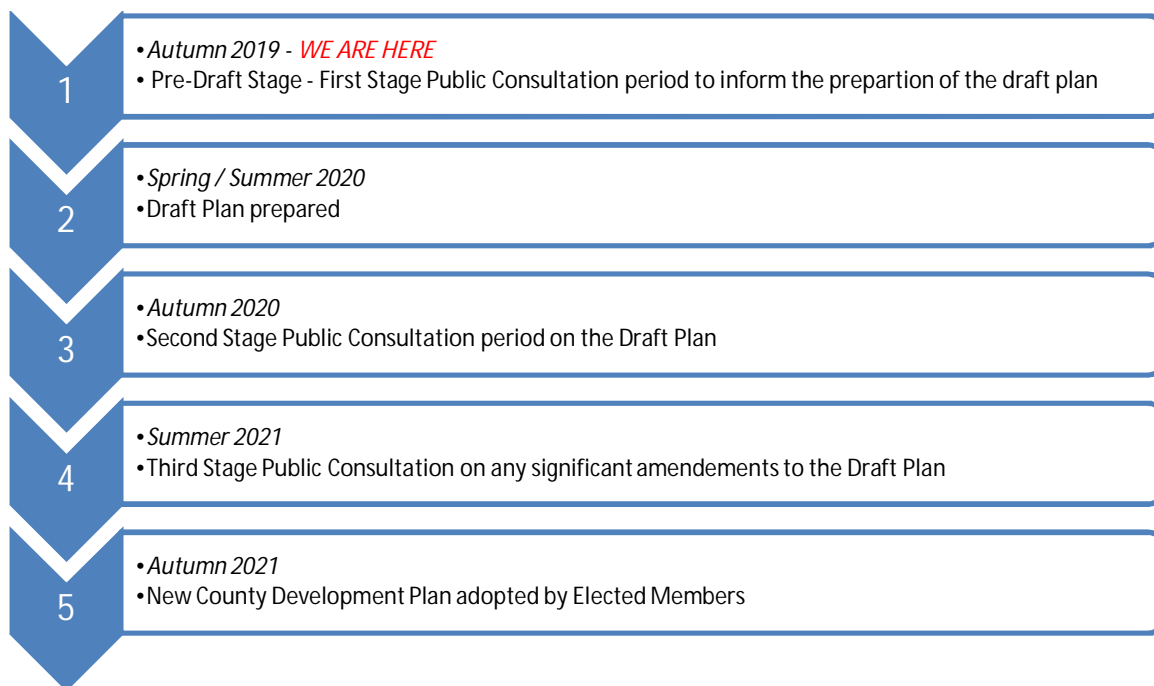 1
•Autumn 2019 - WE ARE HERE
• Pre-Draft Stage - First Stage Public Consultation period to inform the prepartion of the draft plan
2
•Spring / Summer 2020
•Draft Plan prepared
3
•Autumn 2020
•Second Stage Public Consultation period on the Draft Plan
4
•Summer 2021
•Third Stage Public Consultation on any significant amendements to the Draft Plan
5
•Autumn 2021
•New County Development Plan adopted by Elected Members